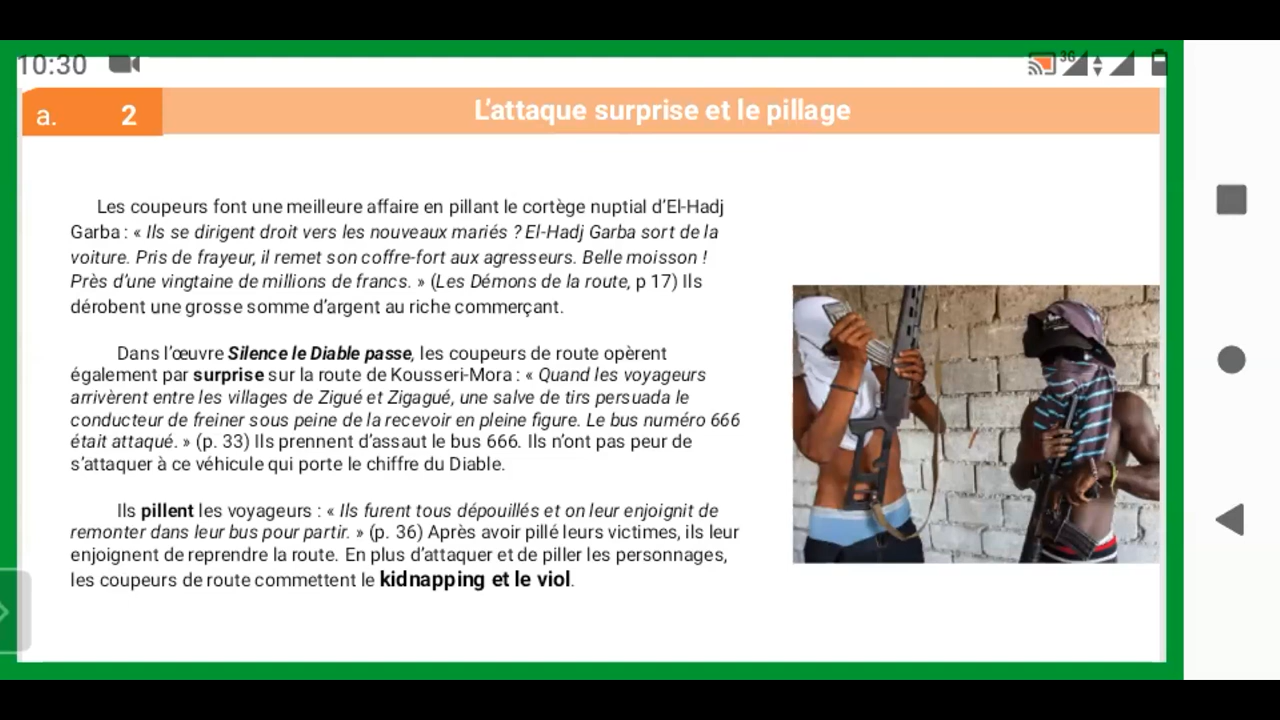 10:30
3G
a. 2 L'attaque surprise et le pillage
Les coupeurs font une meilleure affaire en pillant le cortège nuptial d'El-Hadj
Garba : « Ils se dirigent droit vers les nouveaux mariés ? El-Hadj Garba sort de la
voiture. Pris de frayeur, il remet son coffre-fort aux agresseurs. Belle moisson !
Près d'une vingtaine de millions de francs. » (Les Démons de la route, p 17) Ils
dérobent une grosse somme d'argent au riche commerçant.
Dans l'œuvre Silence le Diable passe, les coupeurs de route opèrent
également par surprise sur la route de Kousseri-Mora : « Quand les voyageurs
arrivèrent entre les villages de Zigué et Zigagué, une salve de tirs persuada le
conducteur de freiner sous peine de la recevoir en pleine figure. Le bus numéro 666
était attaqué. » (p. 33) Ils prennent d'assaut le bus 666. Ils n'ont pas peur de
s'attaquer à ce véhicule qui porte le chiffre du Diable.
Ils pillent les voyageurs : « Ils furent tous dépouillés et on leur enjoignit de
remonter dans leur bus pour partir. » (p. 36) Après avoir pillé leurs victimes, ils leur
enjoignent de reprendre la route. En plus d'attaquer et de piller les personnages,
les coupeurs de route commettent le kidnapping et le viol.